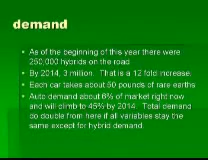 demand
As of the beginning of this year there were
250,000 hybrids on the road
By 2014, 3 million. That is a 12 fold increase.
Each car takes about 50 pounds of rare earths
Auto demand about 6% of market right now
and will climb to 45% by 2014. Total demand
do double from here if all variables stay the
same except for hybrid demand.